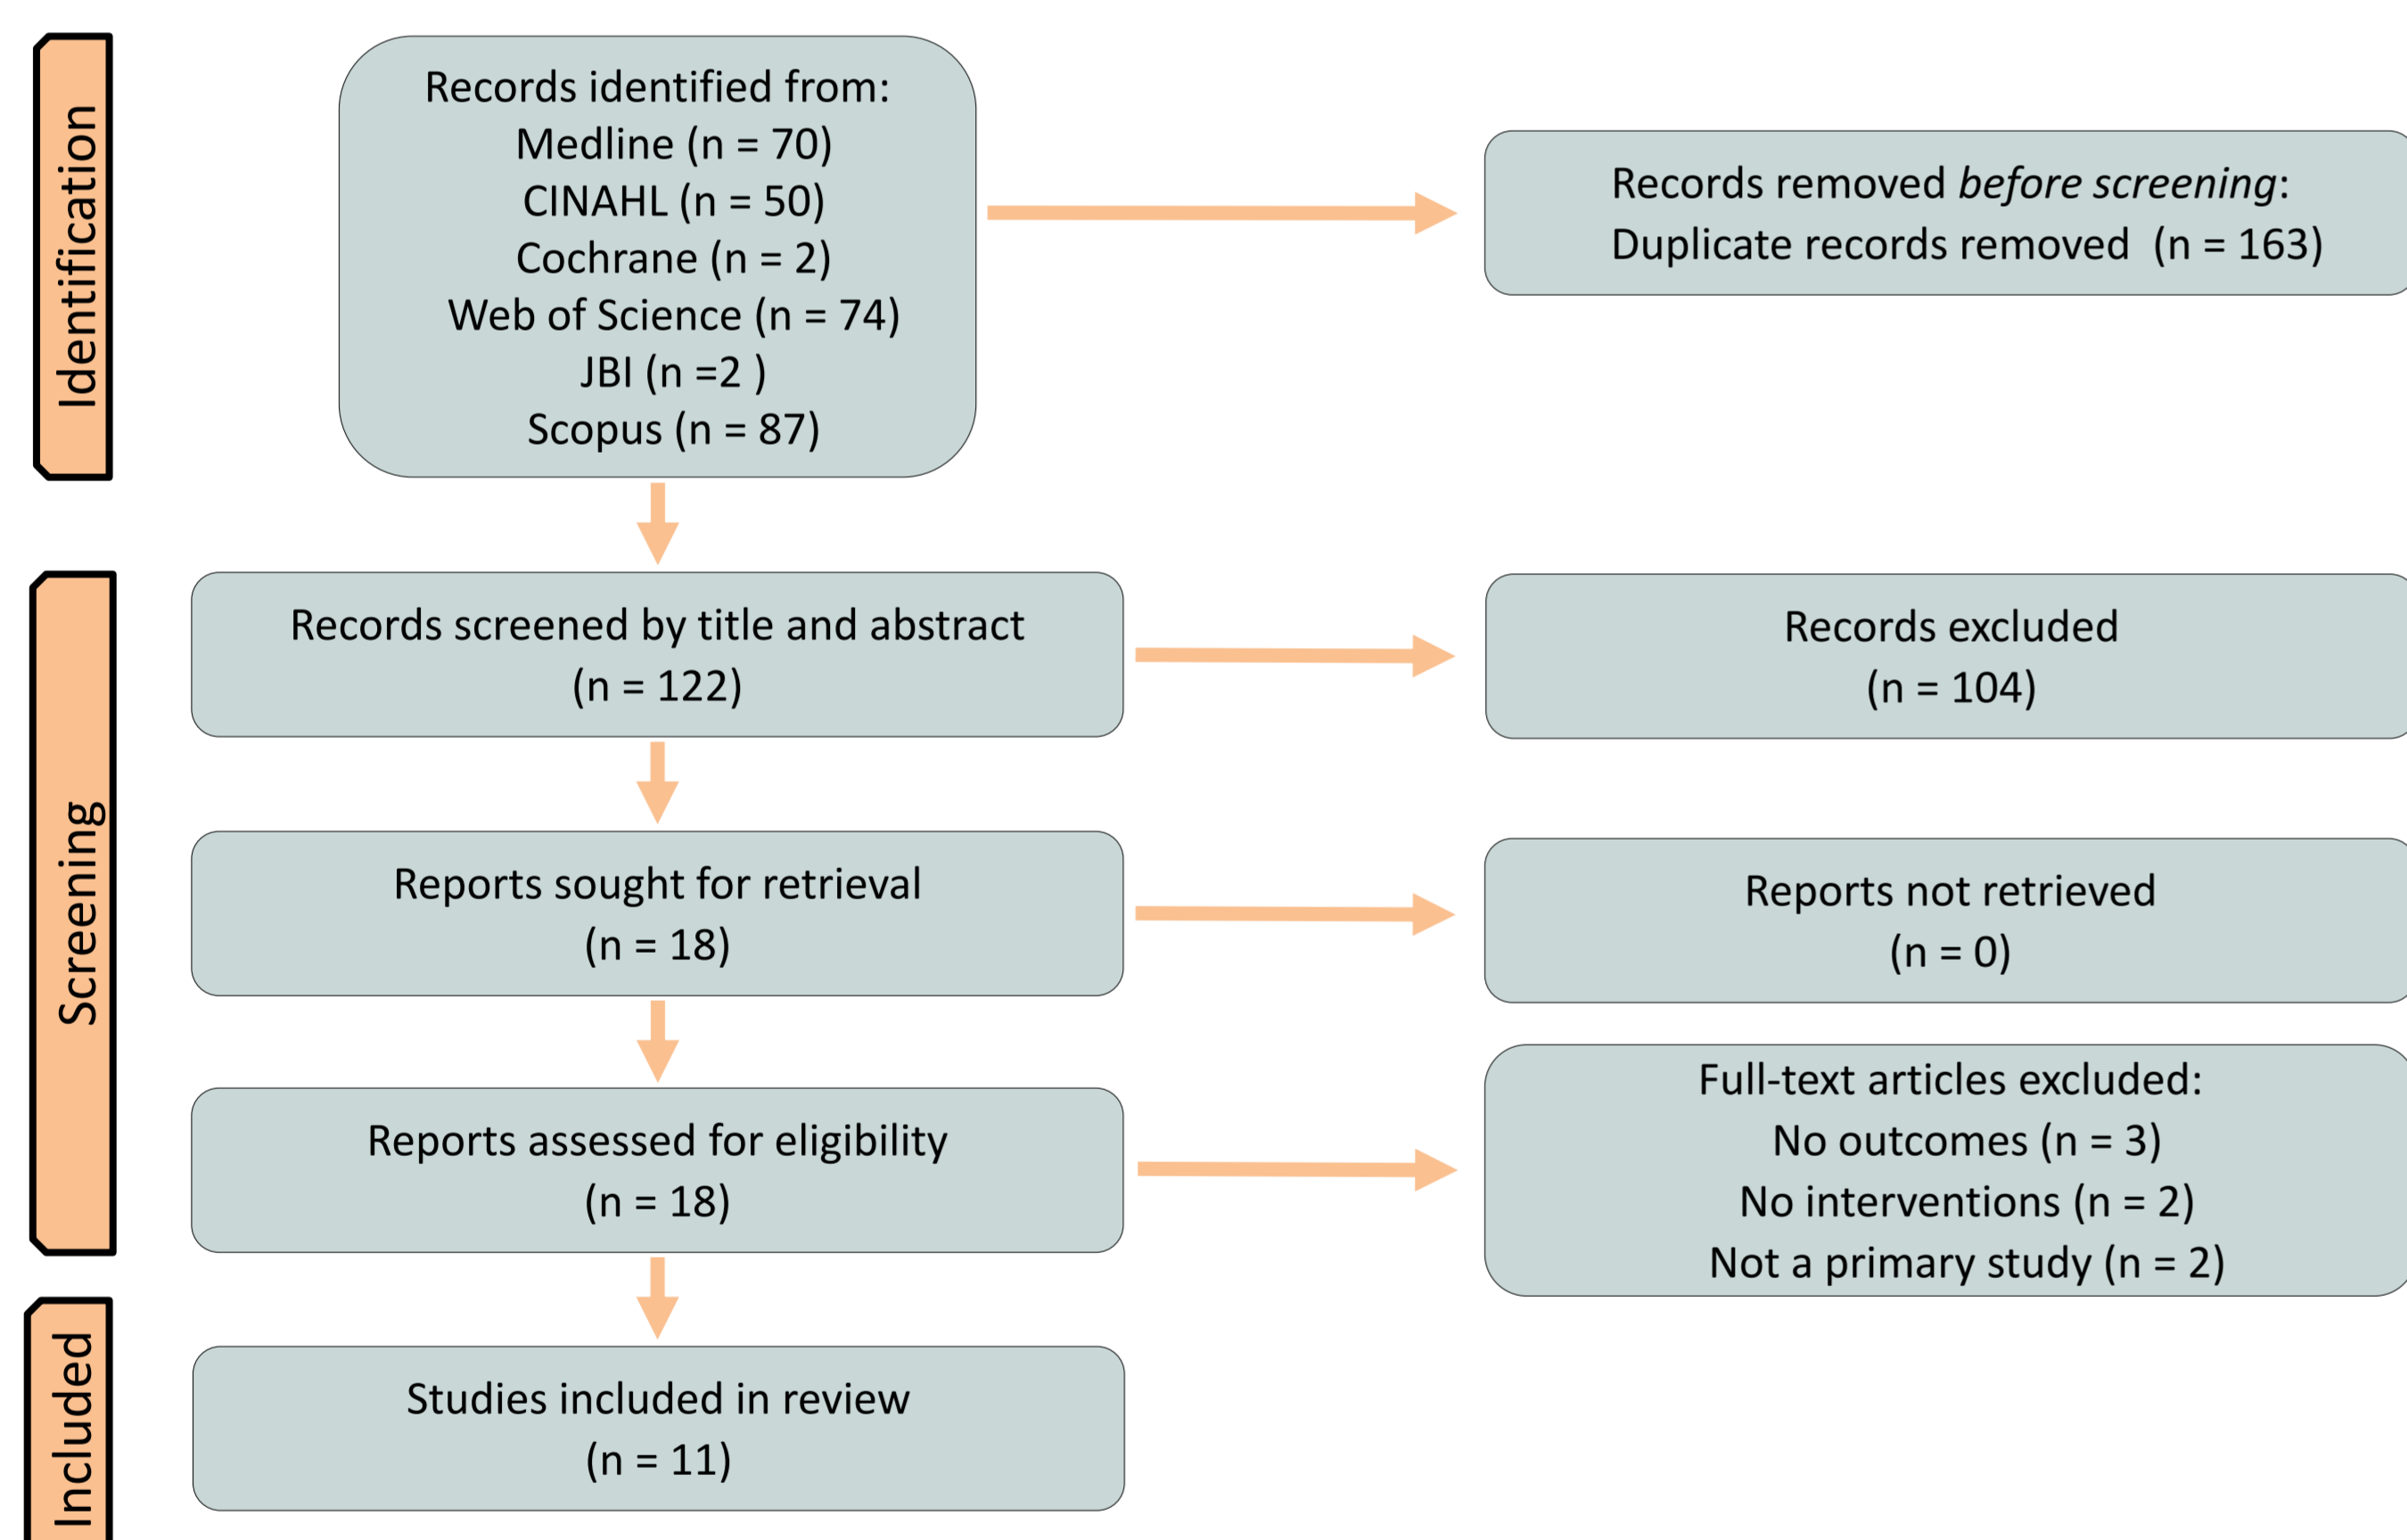 Identification
Records identified from:
Medline (n = 70)
CINAHL (n = 50)
Cochrane (n = 2)
Web of Science (n = 74)
JBI (n =2 )
Scopus (n = 87)
Records removed before screening:
Duplicate records removed  (n = 163)
Screening
Records screened by title and abstract
(n = 122)
Records excluded
(n = 104)
Reports sought for retrieval
(n = 18)
Reports not retrieved
(n = 0)
Reports assessed for eligibility
(n = 18)
Full-text articles excluded:
No outcomes (n = 3)
No interventions (n = 2)
Not a primary study (n = 2)
Included
Studies included in review
(n = 11)